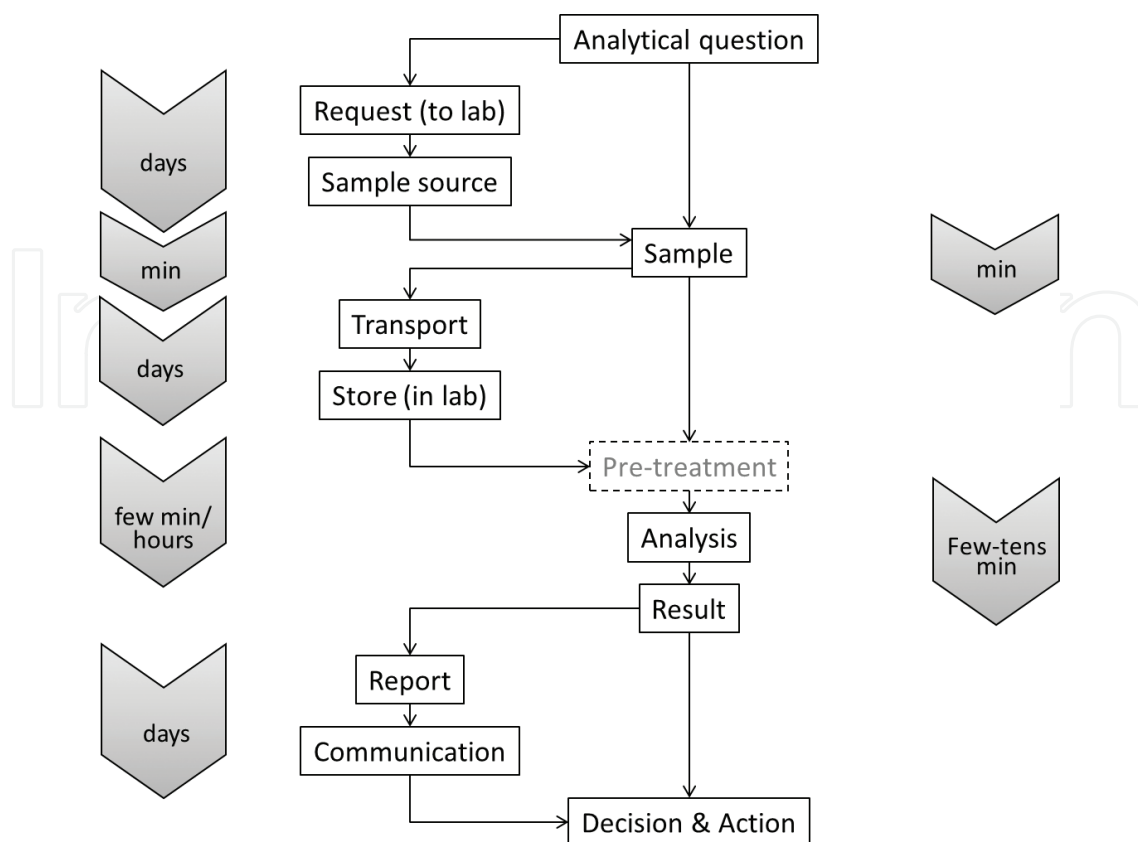 Analytical question
Request (to lab)
days
Sample source
Sample
min
min
Transport
days
Store (in lab)
Pre-treatment
few min/
hours
Analysis
Few-tens
min
Result
Report
days
Communication
Decision & Action